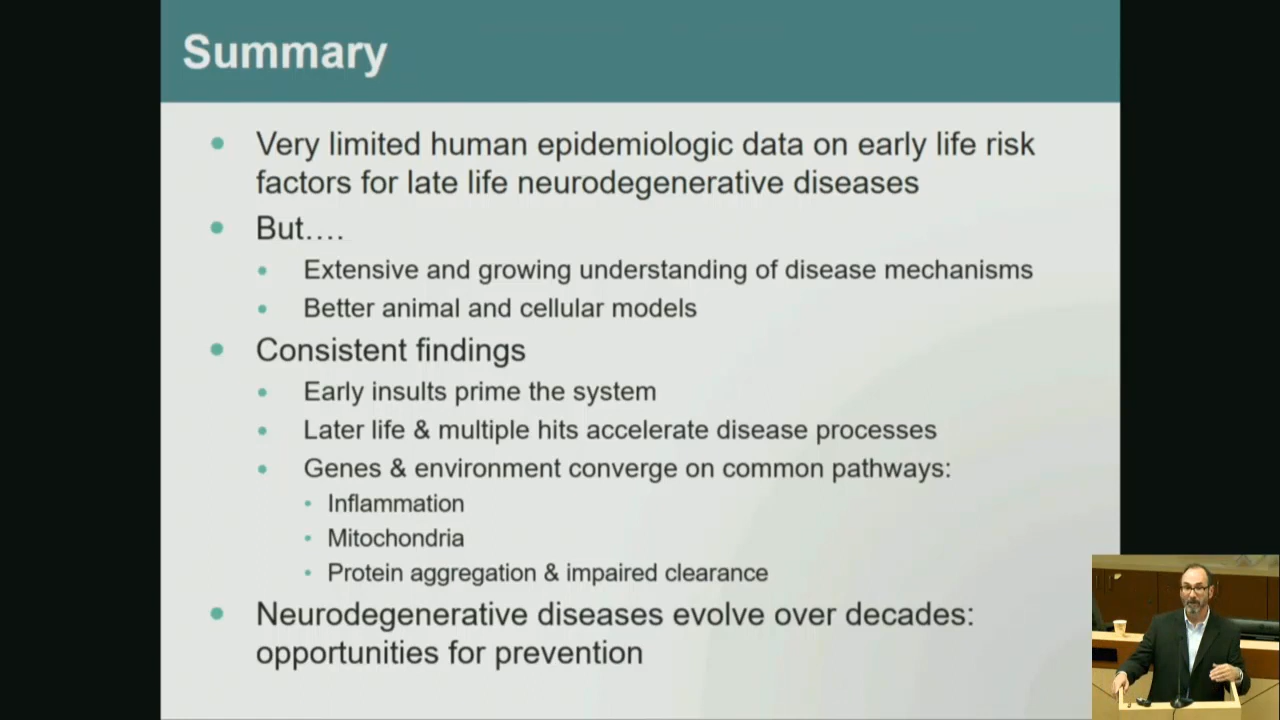 Summary
Very limited human epidemiologic data on early life risk
factors for late life neurodegenerative diseases
But....
Extensive and growing understanding of disease mechanisms
Better animal and cellular models
Consistent findings
Early insults prime the system
Later life & multiple hits accelerate disease processes
Genes & environment converge on common pathways:
Inflammation
Mitochondria
Protein aggregation & impaired clearance
Neurodegenerative diseases evolve over decades:
opportunities for prevention